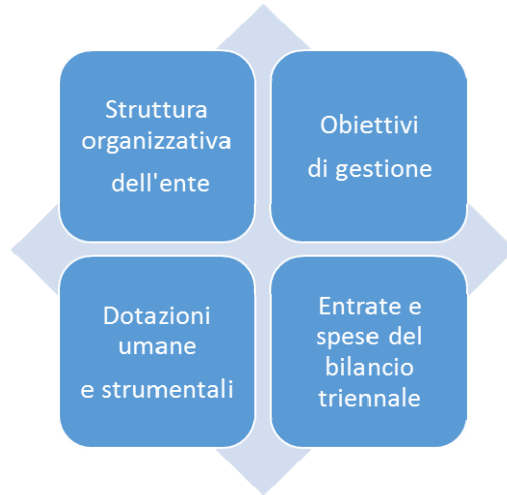 Struttura
organizzativa
dell'ente
Obiettivi
di gestione
Dotazioni
umane
e strumentali
Entrate e
spese del
bilancio
triennale